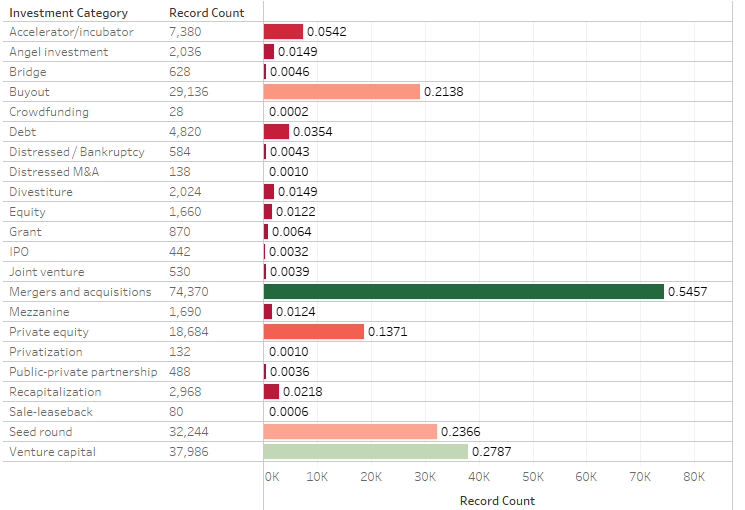 Investment Category Record Count
Accelerator/incubator 7,380 0.0542
Angel investment 2,036 0.0149
Bridge 628 0.0046
Buyout 29,136 0.2138
Crowdfunding 28 0.0002
Debt 4,820 0.0354
Distressed / Bankruptcy 584 0.0043
Distressed M&A 138 0.0010
Divestiture 2,024 0.0149
Equity 1,660 0.0122
Grant 870 0.0064
IPO 442 0.0032
Joint venture 530 0.0039
Mergers and acquisitions 74,370 0.5457
Mezzanine 1,690 0.0124
Private equity 18,684 0.1371
Privatization 132 0.0010
Public-private partnership 488 0.0036
Recapitalization 2,968 0.0218
Sale-leaseback 80 0.0006
Seed round 32,244 0.2366
Venture capital 37,986 0.2787
0K 10K 20K 30K 40K 50K 60K 70K 80K
Record Count